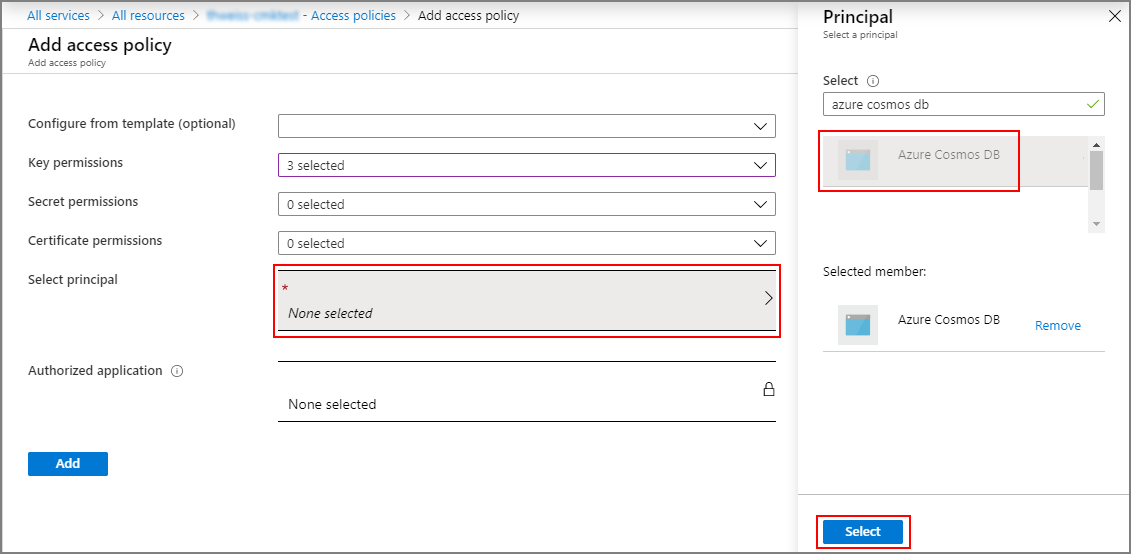 All services > All resources > - Access policies > Add access policy
Add access policy
Add access policy
Configure from template (optional)
Key permissions
3 selected
Secret permissions
0 selected
Certificate permissions
0 selected
Select principal
*
None selected
Authorized application
None selected
Add
Principal
Select a principal
Select
azure cosmos db
Azure Cosmos DB
Selected member:
Azure Cosmos DB
Remove
Select